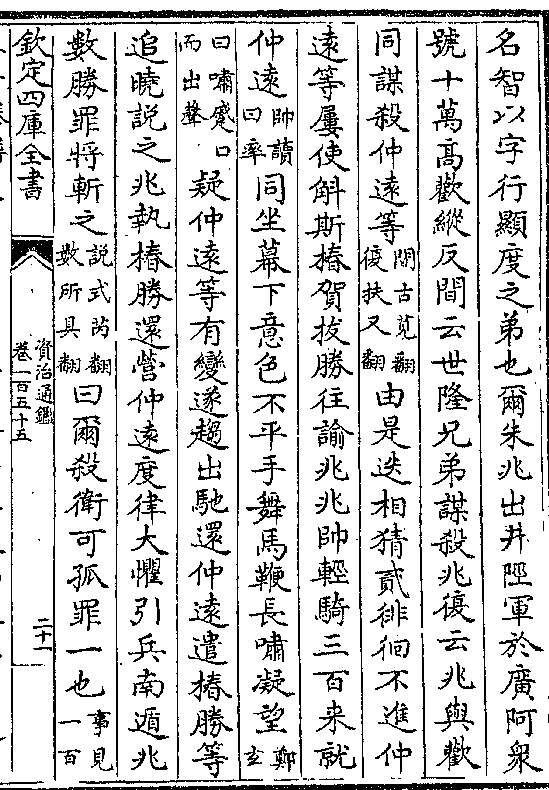 名智以字行顯度之弟也爾朱兆出井陘軍於廣阿衆
號十萬高歡縱反間云世隆兄弟謀殺兆復云兆與歡
同謀殺仲遠等間古莧翻復扶又翻由是迭相猜貳徘徊不進仲
遠等屢使斛斯椿賀拔勝往諭兆兆帥輕騎三百来就
仲遠帥讀曰率同坐幕下意色不平手舞馬鞭長嘯凝望鄭玄
曰嘯蹙口而出聲疑仲遠等有變遂趨出馳還仲遠遣椿勝等
追曉説之兆執椿勝還營仲遠度律大懼引兵南遁兆
數勝罪將斬之説式芮翻數所具翻曰爾殺衛可孤罪一也事見一百
欽定四庫全書
資治通鑑
卷一百五十五
二十一